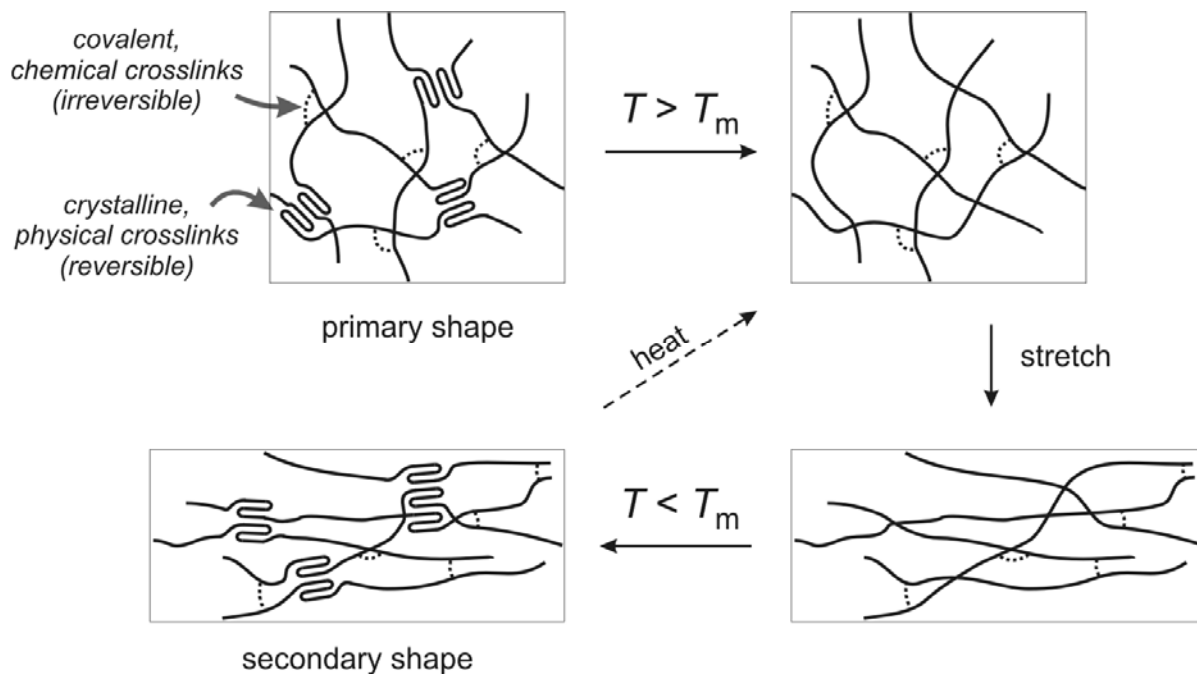 covalent,
chemical crosslinks
(irreversible)
T > Tm
crystalline,
physical crosslinks
(reversible)
primary shape
heat
stretch
T < Tm
secondary shape